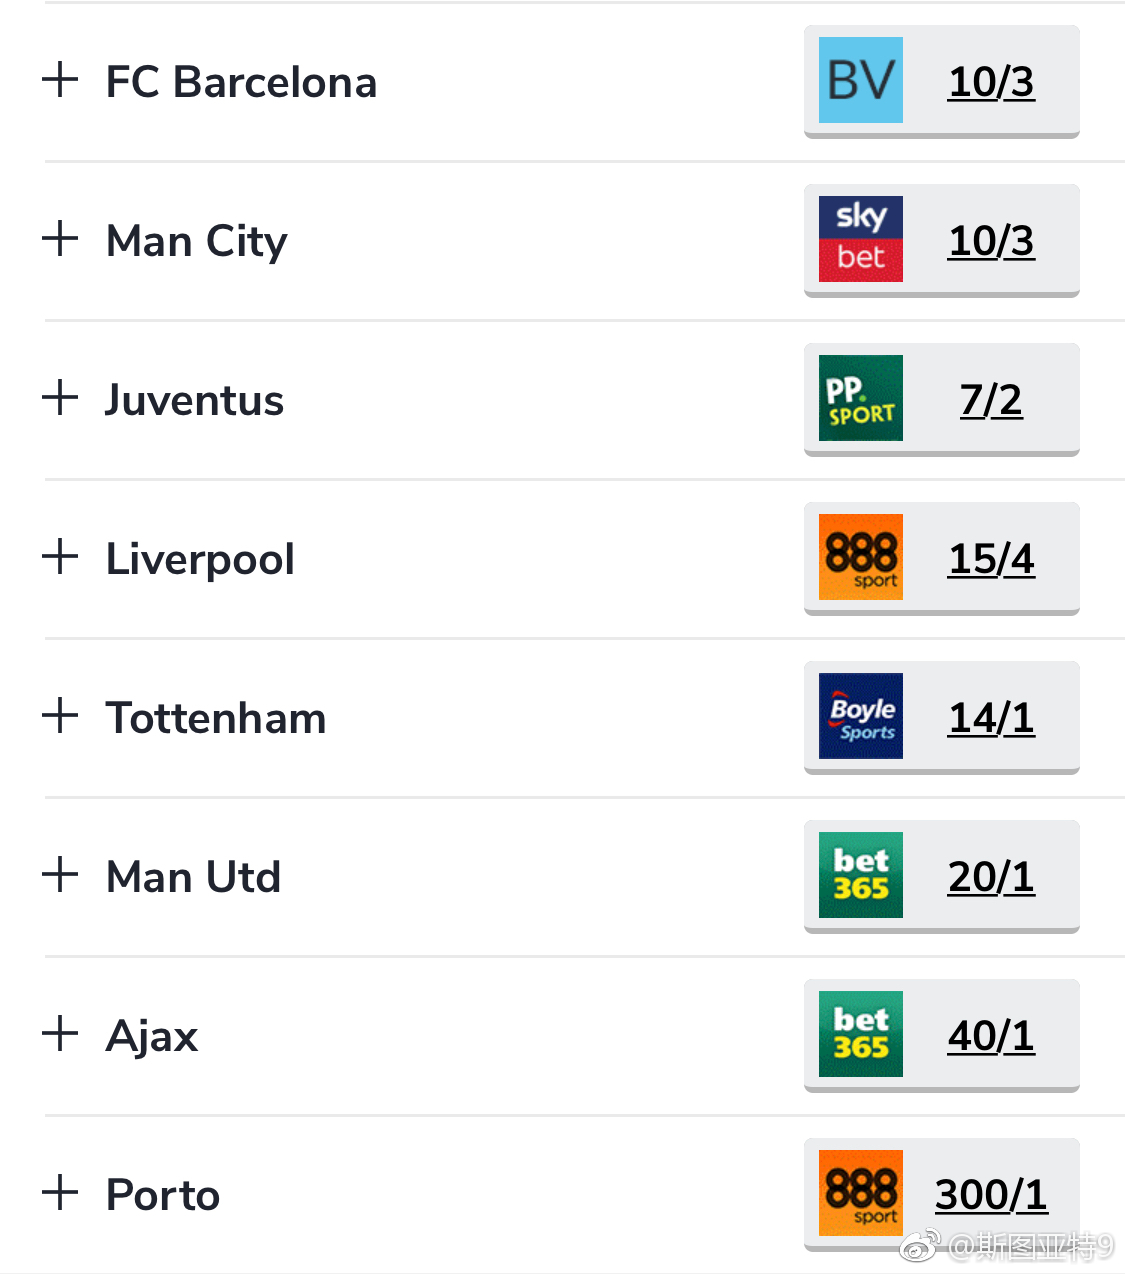 FC Barcelona BV 10/3
Man City sky bet 10/3
Juventus PP. SPORT 7/2
Liverpool 888 sport 15/4
Tottenham Boyle Sports 14/1
Man Utd bet 365 20/1
Ajax bet 365 40/1
Porto 888 sport 300/1
@斯图亚特9